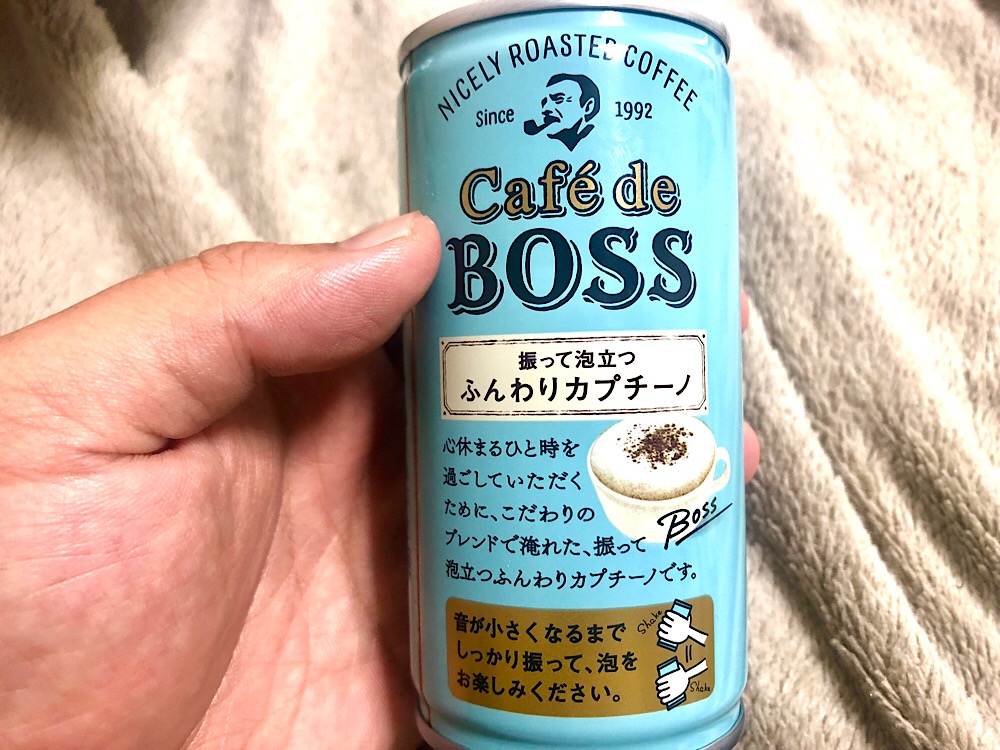 NICELY ROASTED COFFEE
Since 1992
Café de
BOSS
振って泡立つ
ふんわりカプチーノ
心休まるひと時を
過ごしていただく
ために、こだわりの
ブレンドで淹れた、振って
泡立つふんわりカプチーノです。
BOSS
音が小さくなるまで
しっかり振って、泡を
お楽しみください。
Shake
Shake